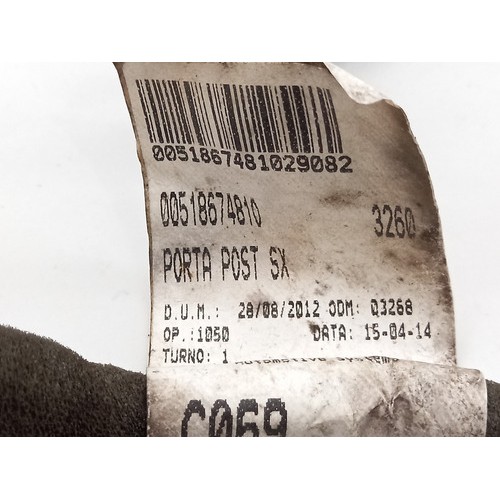 0051867481029082
00518674810 3260
PORTA POST SX
D.U.M.: 28/08/2012 ODM: Q3268
OP.:1050 DATA: 15-04-14
TURNO: 1
C069